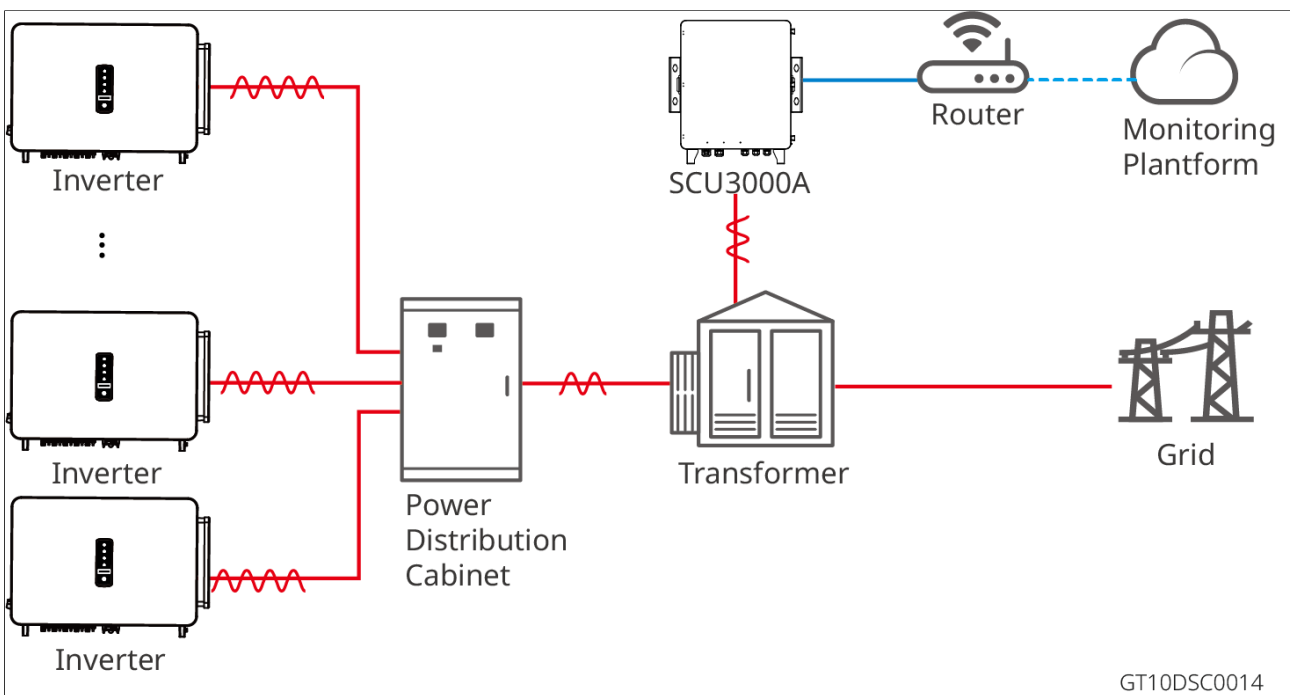 Inverter
⋮
Inverter
Inverter
Power
Distribution
Cabinet
SCU3000A
Router
Monitoring
Plantform
Transformer
Grid
GT10DSC0014